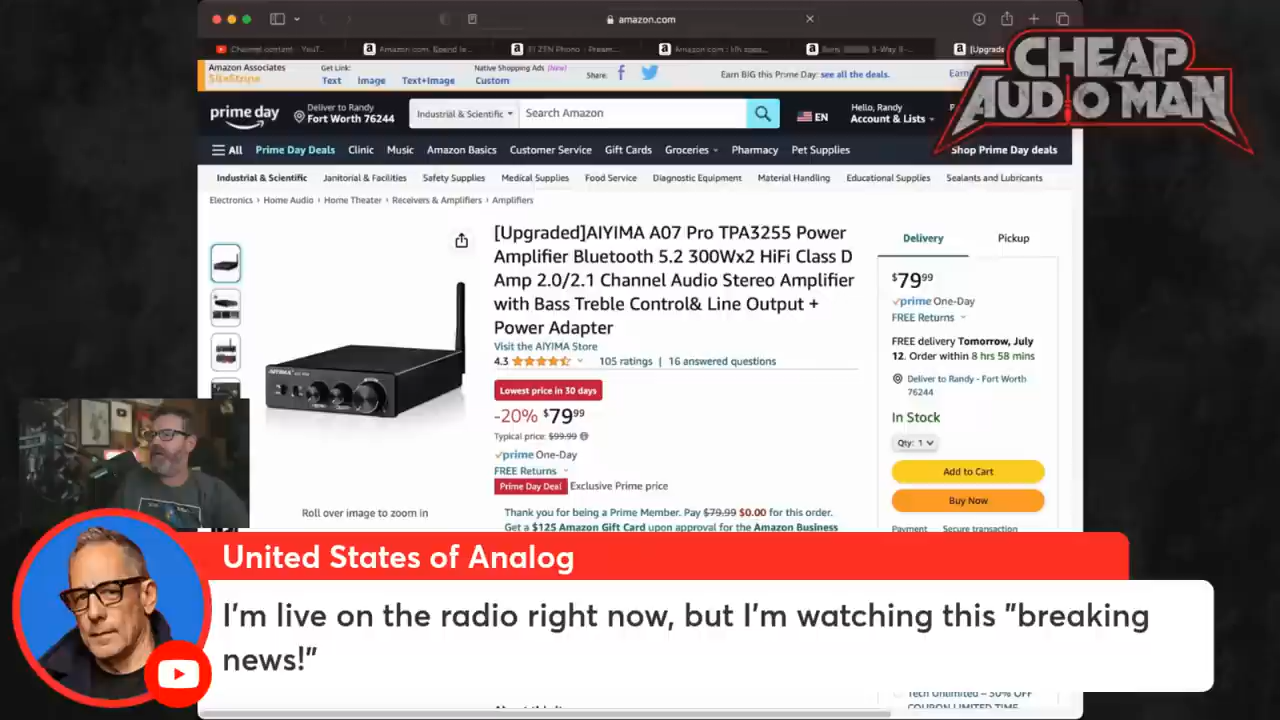 amazon.com
Amazon Associates
SiteStripe
Get Link:
Text Image Text+Image
Native Shopping Ads (New)
Custom
Share:
Earn BIG this Prime Day: see all the deals.
Earn
CHEAP
AUDIO MAN
prime day
Deliver to Randy
Fort Worth 76244
Industrial & Scientific
Search Amazon
EN
Hello, Randy
Account & Lists
All Prime Day Deals Clinic Music Amazon Basics Customer Service Gift Cards Groceries Pharmacy Pet Supplies
Shop Prime Day deals
Industrial & Scientific Janitorial & Facilities Safety Supplies Medical Supplies Food Service Diagnostic Equipment Material Handling Educational Supplies Sealants and Lubricants
Electronics › Home Audio › Home Theater › Receivers & Amplifiers › Amplifiers
[Upgraded]AIYIMA A07 Pro TPA3255 Power
Amplifier Bluetooth 5.2 300Wx2 HiFi Class D
Amp 2.0/2.1 Channel Audio Stereo Amplifier
with Bass Treble Control& Line Output +
Power Adapter
Visit the AIYIMA Store
4.3 105 ratings | 16 answered questions
Lowest price in 30 days
-20% $79.99
Typical price: $99.99
prime One-Day
FREE Returns
Prime Day Deal Exclusive Prime price
Thank you for being a Prime Member. Pay $79.99 $0.00 for this order.
Get a $125 Amazon Gift Card upon approval for the Amazon Business
Roll over image to zoom in
Delivery Pickup
$79.99
prime One-Day
FREE Returns
FREE delivery Tomorrow, July
12. Order within 8 hrs 58 mins
Deliver to Randy - Fort Worth
76244
In Stock
Qty: 1
Add to Cart
Buy Now
Payment Secure transaction
United States of Analog
I'm live on the radio right now, but I'm watching this "breaking
news!"